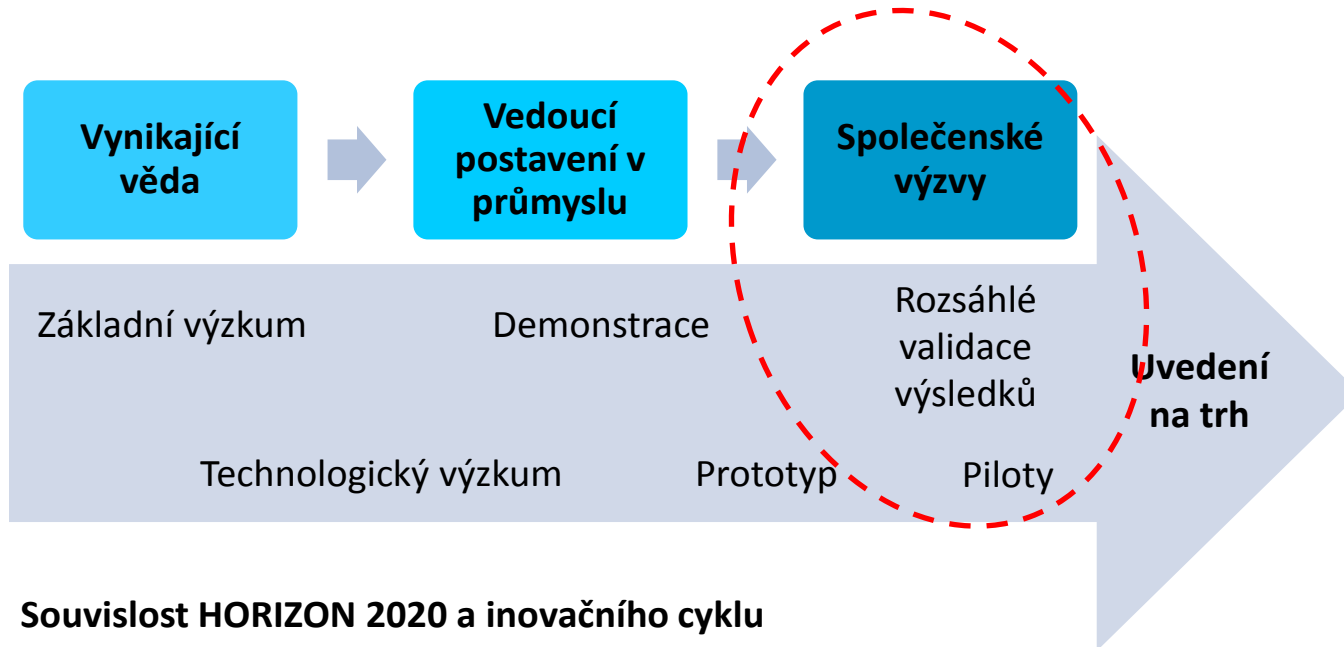 Vynikající
věda
Vedoucí
postavení v
průmyslu
Společenské
výzvy
Základní výzkum
Demonstrace
Rozsáhlé
validace
výsledků
Uvedení
na trh
Technologický výzkum
Prototyp
Piloty
Souvislost HORIZON 2020 a inovačního cyklu